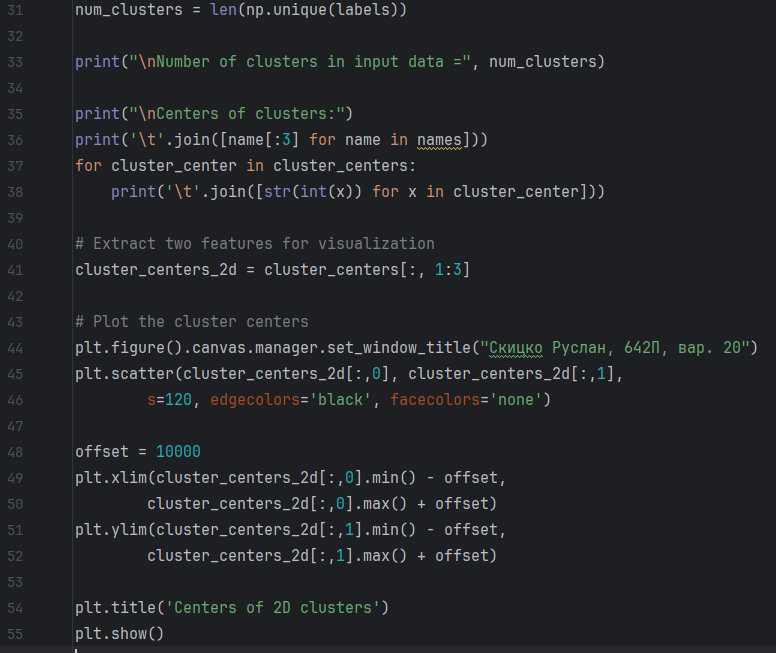 31 num_clusters = len(np.unique(labels))
32
33 print("\nNumber of clusters in input data =", num_clusters)
34
35 print("\nCenters of clusters:")
36 print('\t'.join([name[:3] for name in names]))
37 for cluster_center in cluster_centers:
38     print('\t'.join([str(int(x)) for x in cluster_center]))
39
40 # Extract two features for visualization
41 cluster_centers_2d = cluster_centers[:, 1:3]
42
43 # Plot the cluster centers
44 plt.figure().canvas.manager.set_window_title("Скицко Руслан, 642П, вар. 20")
45 plt.scatter(cluster_centers_2d[:,0], cluster_centers_2d[:,1],
46         s=120, edgecolors='black', facecolors='none')
47
48 offset = 10000
49 plt.xlim(cluster_centers_2d[:,0].min() - offset,
50         cluster_centers_2d[:,0].max() + offset)
51 plt.ylim(cluster_centers_2d[:,1].min() - offset,
52         cluster_centers_2d[:,1].max() + offset)
53
54 plt.title('Centers of 2D clusters')
55 plt.show()